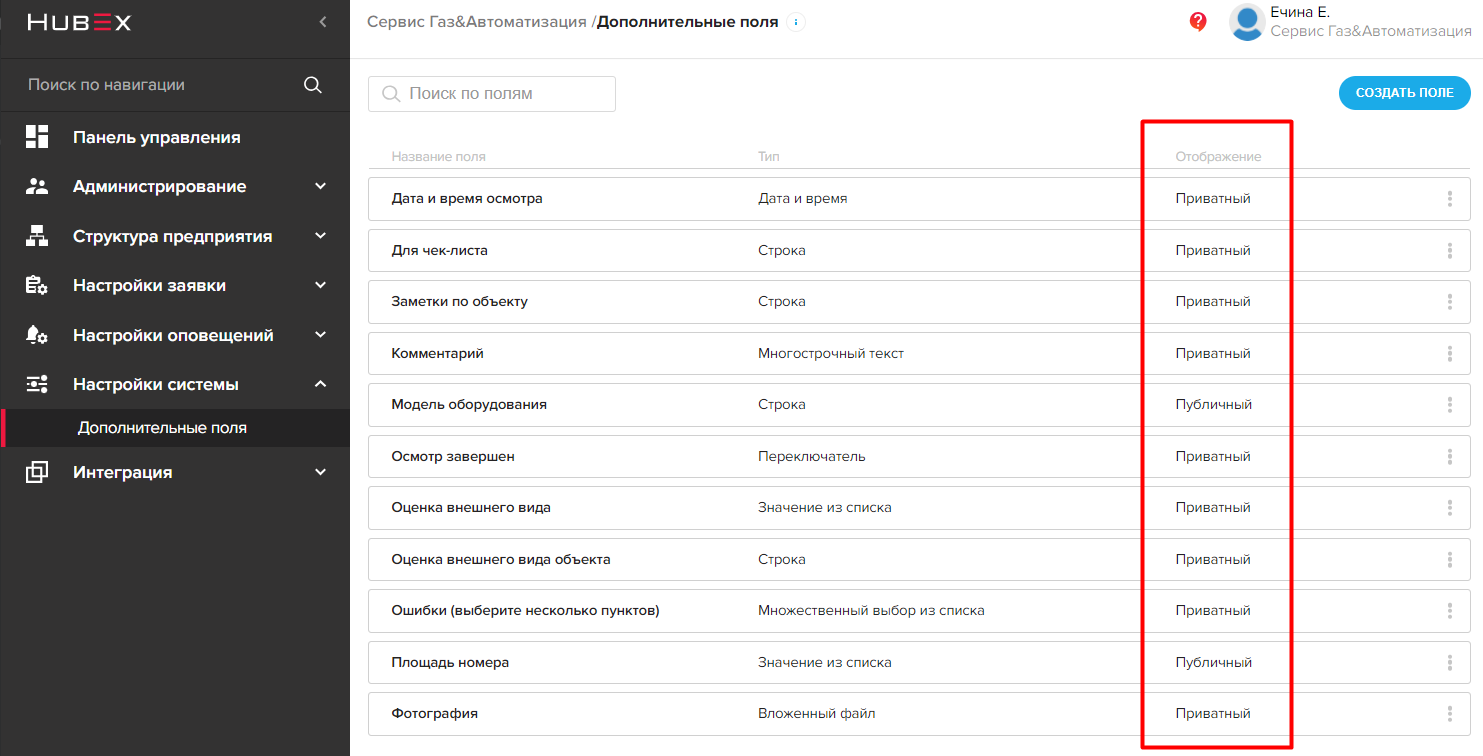 HUBEX
Сервис Газ&Автоматизация /Дополнительные поля i
?
Ечина Е.
Сервис Газ&Автоматизация
Поиск по навигации
Поиск по полям
СОЗДАТЬ ПОЛЕ
Панель управления
Администрирование
Структура предприятия
Настройки заявки
Настройки оповещений
Настройки системы
Дополнительные поля
Интеграция
Название поля Тип Отображение
Дата и время осмотра Дата и время Приватный
Для чек-листа Строка Приватный
Заметки по объекту Строка Приватный
Комментарий Многострочный текст Приватный
Модель оборудования Строка Публичный
Осмотр завершен Переключатель Приватный
Оценка внешнего вида Значение из списка Приватный
Оценка внешнего вида объекта Строка Приватный
Ошибки (выберите несколько пунктов) Множественный выбор из списка Приватный
Площадь номера Значение из списка Публичный
Фотография Вложенный файл Приватный